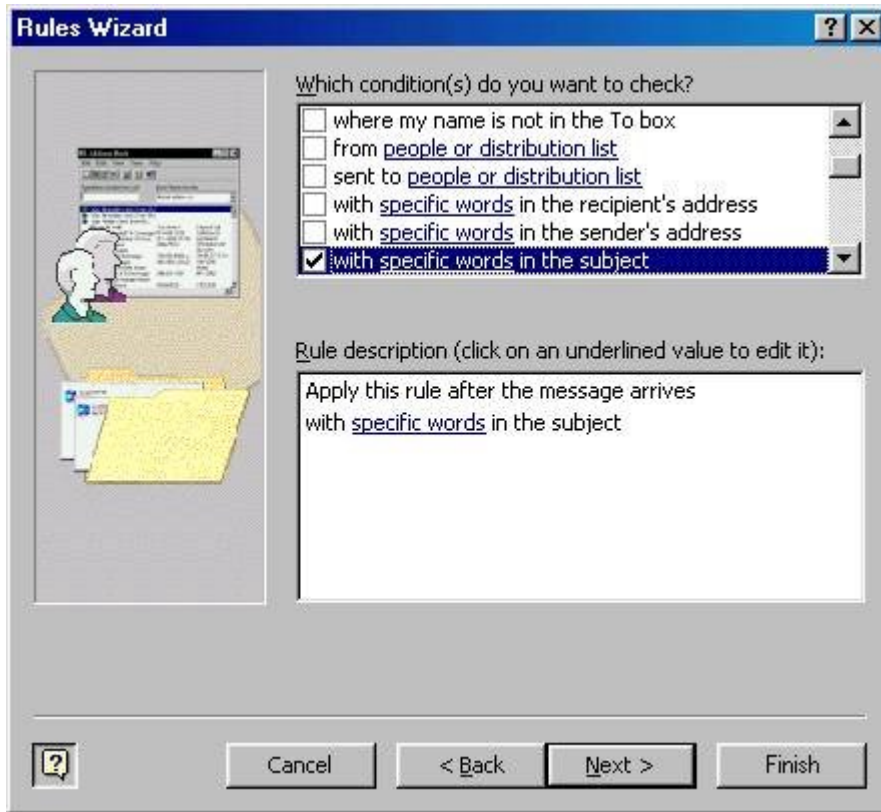 Rules Wizard
Which condition(s) do you want to check?
where my name is not in the To box
from people or distribution list
sent to people or distribution list
with specific words in the recipient's address
with specific words in the sender's address
with specific words in the subject
Rule description (click on an underlined value to edit it):
Apply this rule after the message arrives
with specific words in the subject
Cancel
< Back
Next >
Finish